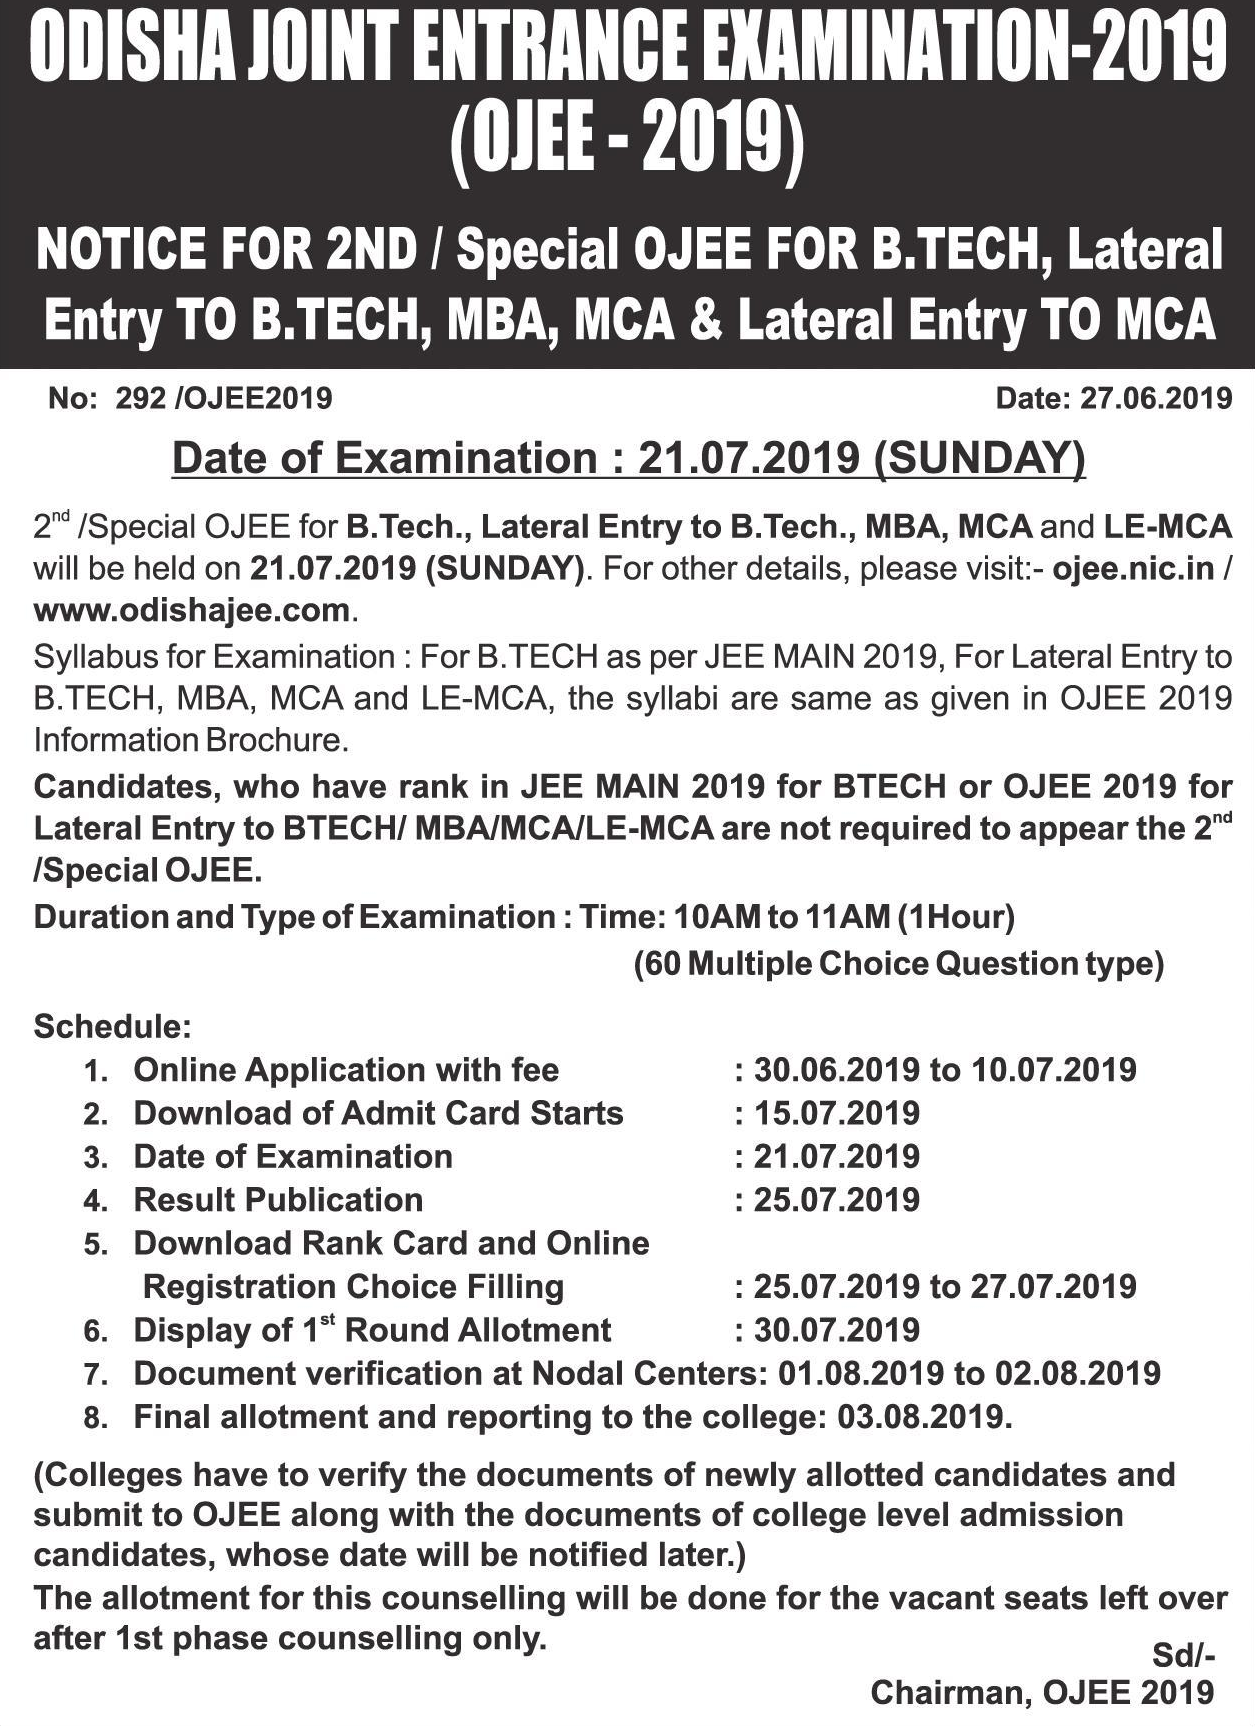 ODISHA JOINT ENTRANCE EXAMINATION-2019
(OJEE - 2019)
NOTICE FOR 2ND / Special OJEE FOR B.TECH, Lateral
Entry TO B.TECH, MBA, MCA & Lateral Entry TO MCA
No: 292 /OJEE2019 Date: 27.06.2019
Date of Examination : 21.07.2019 (SUNDAY)
2nd /Special OJEE for B.Tech., Lateral Entry to B.Tech., MBA, MCA and LE-MCA
will be held on 21.07.2019 (SUNDAY). For other details, please visit:- ojee.nic.in /
www.odishajee.com.
Syllabus for Examination : For B.TECH as per JEE MAIN 2019, For Lateral Entry to
B.TECH, MBA, MCA and LE-MCA, the syllabi are same as given in OJEE 2019
Information Brochure.
Candidates, who have rank in JEE MAIN 2019 for BTECH or OJEE 2019 for
Lateral Entry to BTECH/ MBA/MCA/LE-MCA are not required to appear the 2nd
/Special OJEE.
Duration and Type of Examination : Time: 10AM to 11AM (1Hour)
(60 Multiple Choice Question type)
Schedule:
1. Online Application with fee : 30.06.2019 to 10.07.2019
2. Download of Admit Card Starts : 15.07.2019
3. Date of Examination : 21.07.2019
4. Result Publication : 25.07.2019
5. Download Rank Card and Online
Registration Choice Filling : 25.07.2019 to 27.07.2019
6. Display of 1st Round Allotment : 30.07.2019
7. Document verification at Nodal Centers: 01.08.2019 to 02.08.2019
8. Final allotment and reporting to the college: 03.08.2019.
(Colleges have to verify the documents of newly allotted candidates and
submit to OJEE along with the documents of college level admission
candidates, whose date will be notified later.)
The allotment for this counselling will be done for the vacant seats left over
after 1st phase counselling only.
Sd/-
Chairman, OJEE 2019